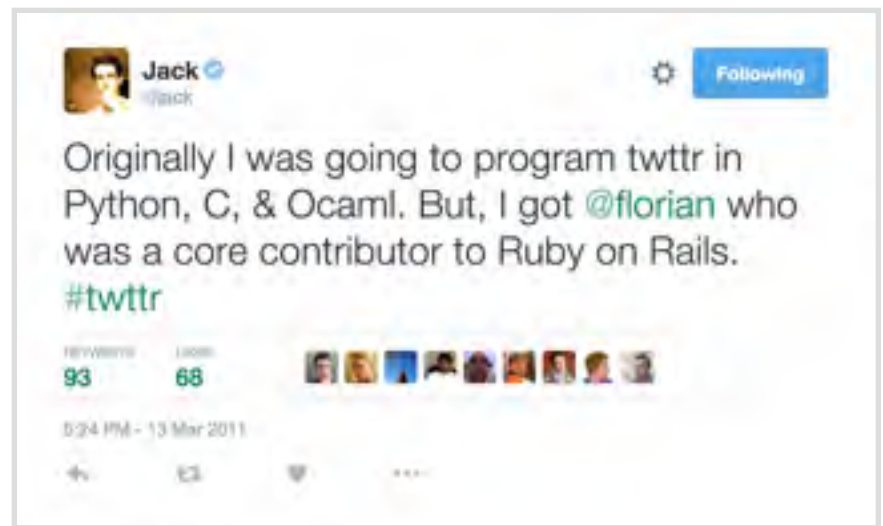 Jack
@jack
Following
Originally I was going to program twttr in
Python, C, & Ocaml. But, I got @florian who
was a core contributor to Ruby on Rails.
#twttr
RETWEETS LIKES
93 68
5:24 PM - 13 Mar 2011